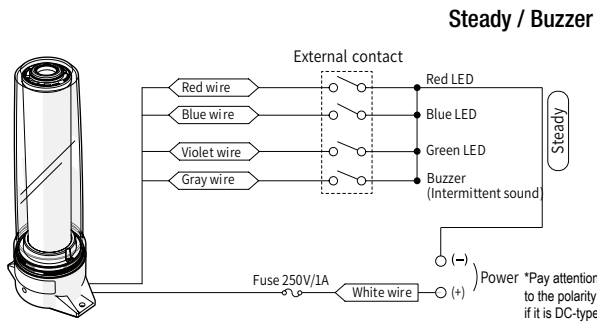 Steady / Buzzer
External contact
Red wire
Red LED
Blue wire
Blue LED
Violet wire
Green LED
Gray wire
Buzzer
(Intermittent sound)
Steady
(−)
Fuse 250V/1A
White wire
(+)
Power
*Pay attention
to the polarity
if it is DC-type